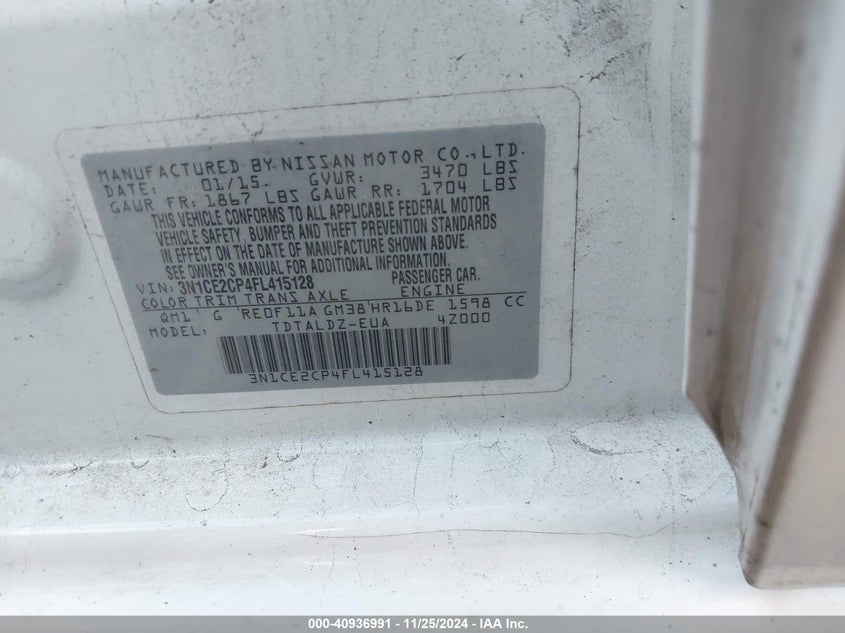 MANUFACTURED BY NISSAN MOTOR CO., LTD.
DATE: 01/15. GVWR: 3470 LBS
GAWR FR: 1867 LBS GAWR RR: 1704 LBS
THIS VEHICLE CONFORMS TO ALL APPLICABLE FEDERAL MOTOR
VEHICLE SAFETY, BUMPER AND THEFT PREVENTION STANDARDS
IN EFFECT ON THE DATE OF MANUFACTURE SHOWN ABOVE.
SEE OWNER'S MANUAL FOR ADDITIONAL INFORMATION.
VIN: 3N1CE2CP4FL415128 PASSENGER CAR.
COLOR TRIM TRANS AXLE ENGINE
QM1 G RE0F11A GM38 HR16DE 1598 CC
MODEL: TDTALDZ-EUA 4Z000
3N1CE2CP4FL415128
000-40936991 - 11/25/2024 - IAAI Inc.